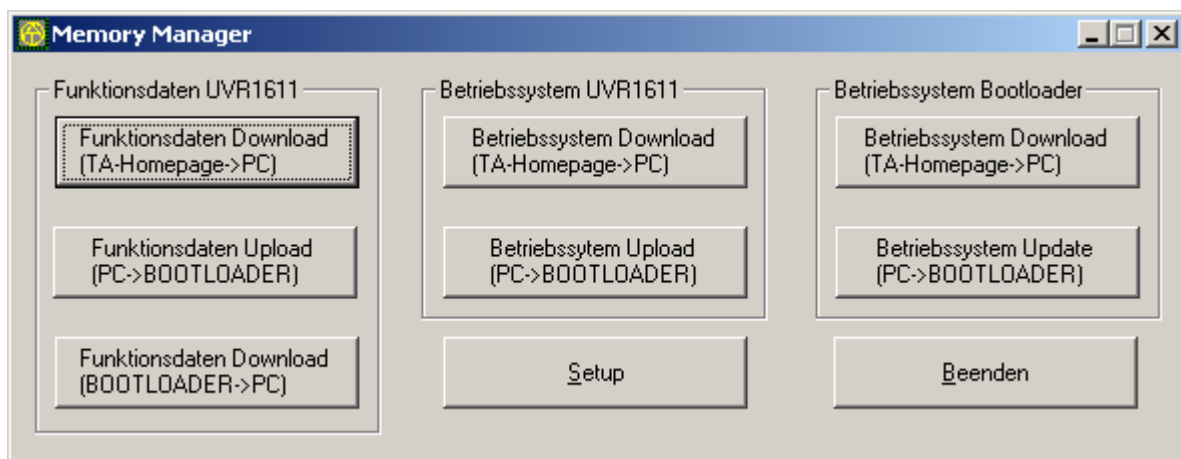 Memory Manager
Funktionsdaten UVR1611
Funktionsdaten Download
(TA-Homepage->PC)
Funktionsdaten Upload
(PC->BOOTLOADER)
Funktionsdaten Download
(BOOTLOADER->PC)
Betriebssystem UVR1611
Betriebssystem Download
(TA-Homepage->PC)
Betriebssytem Upload
(PC->BOOTLOADER)
Setup
Betriebssystem Bootloader
Betriebssystem Download
(TA-Homepage->PC)
Betriebssystem Update
(PC->BOOTLOADER)
Beenden